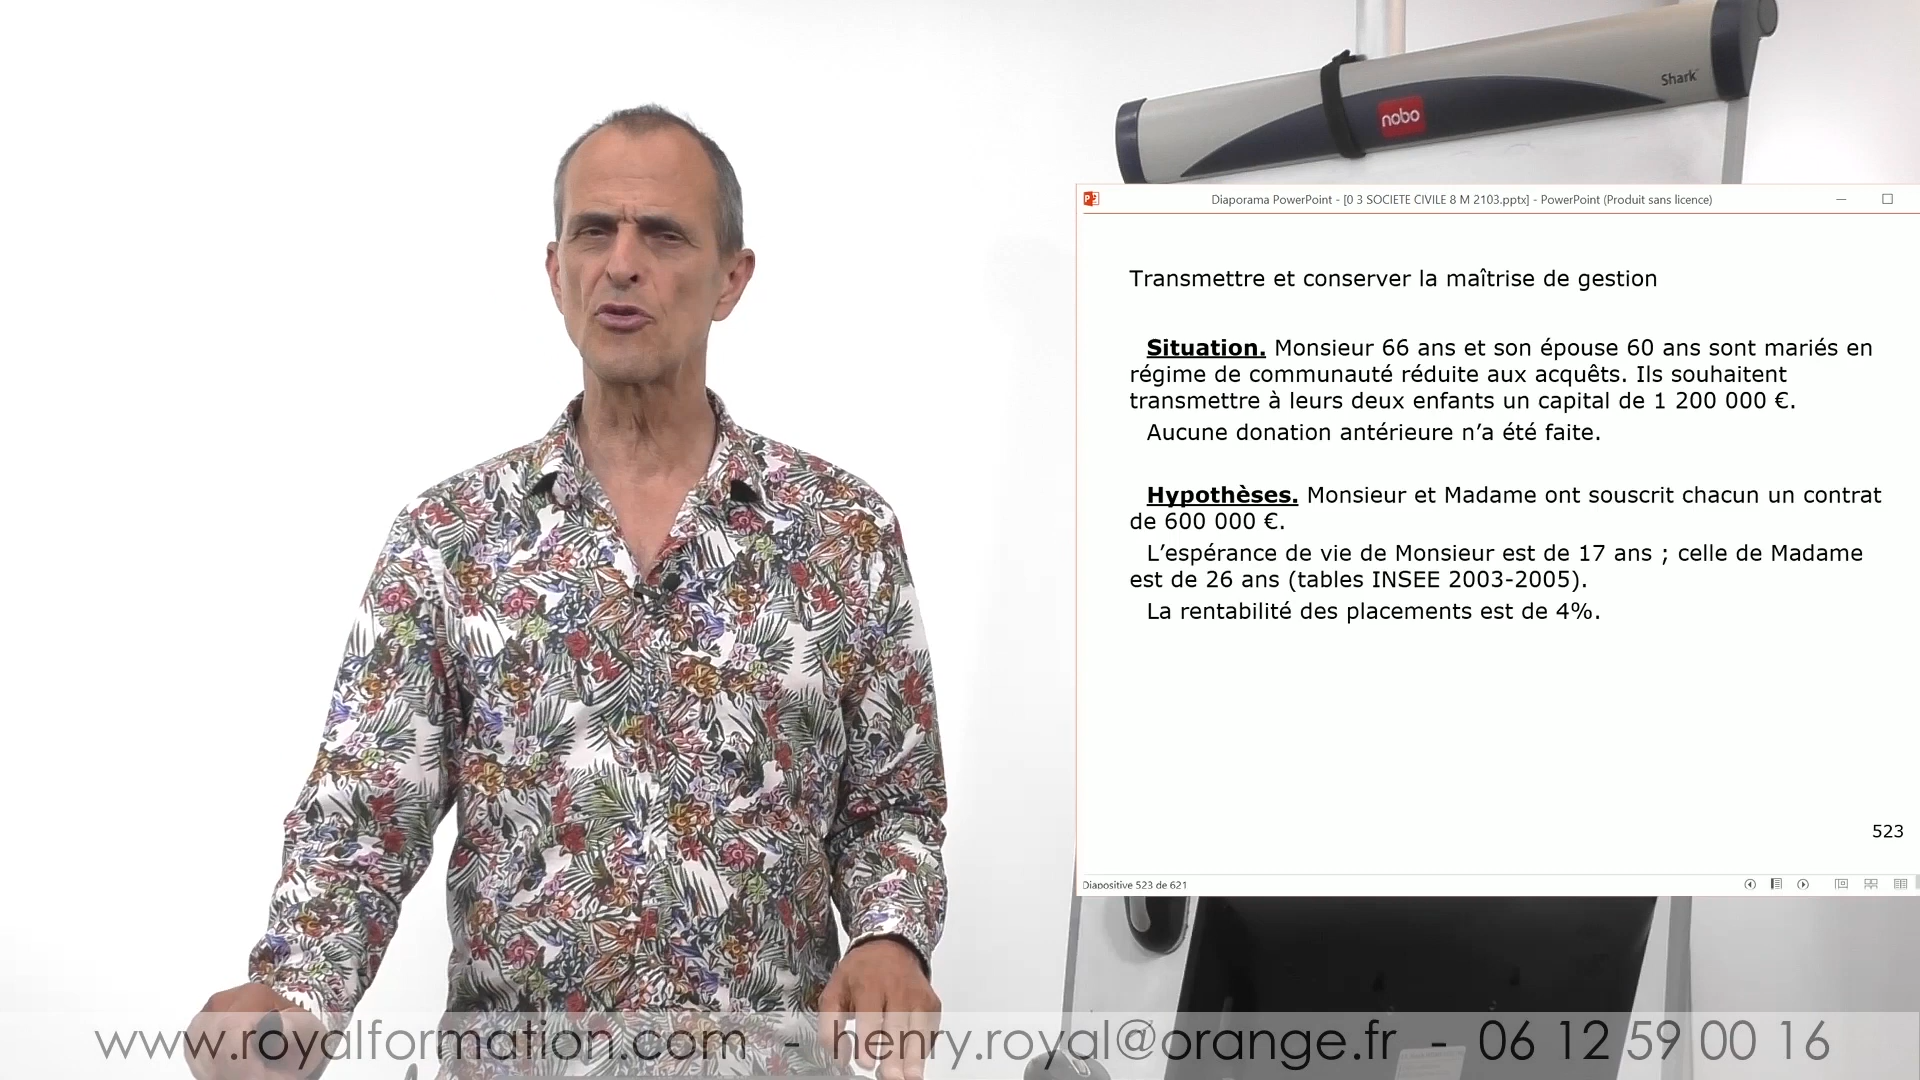 Shark
nobo
Diaporama PowerPoint - [0 3 SOCIETE CIVILE 8 M 2103.pptx] - PowerPoint (Produit sans licence)
Transmettre et conserver la maîtrise de gestion
Situation. Monsieur 66 ans et son épouse 60 ans sont mariés en
régime de communauté réduite aux acquêts. Ils souhaitent
transmettre à leurs deux enfants un capital de 1 200 000 €.
Aucune donation antérieure n’a été faite.
Hypothèses. Monsieur et Madame ont souscrit chacun un contrat
de 600 000 €.
L’espérance de vie de Monsieur est de 17 ans ; celle de Madame
est de 26 ans (tables INSEE 2003-2005).
La rentabilité des placements est de 4%.
523
Diapositive 523 de 621
www.royalformation.com - henry.royal@orange.fr - 06 12 59 00 16